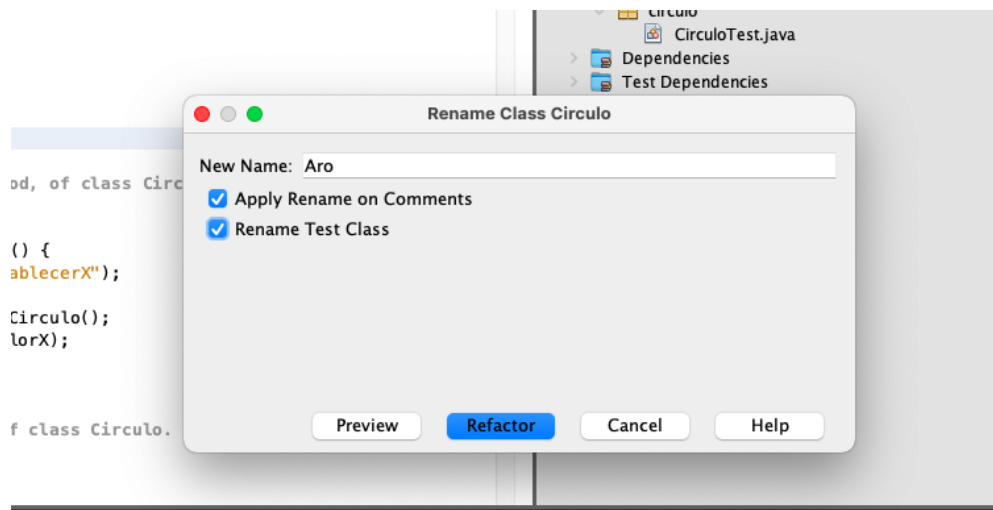 circulo
CirculoTest.java
Dependencies
Test Dependencies
Rename Class Circulo
New Name: Aro
Apply Rename on Comments
Rename Test Class
Preview Refactor Cancel Help
od, of class Circ
() {
ablecerX");
Circulo();
lorX);
f class Circulo.